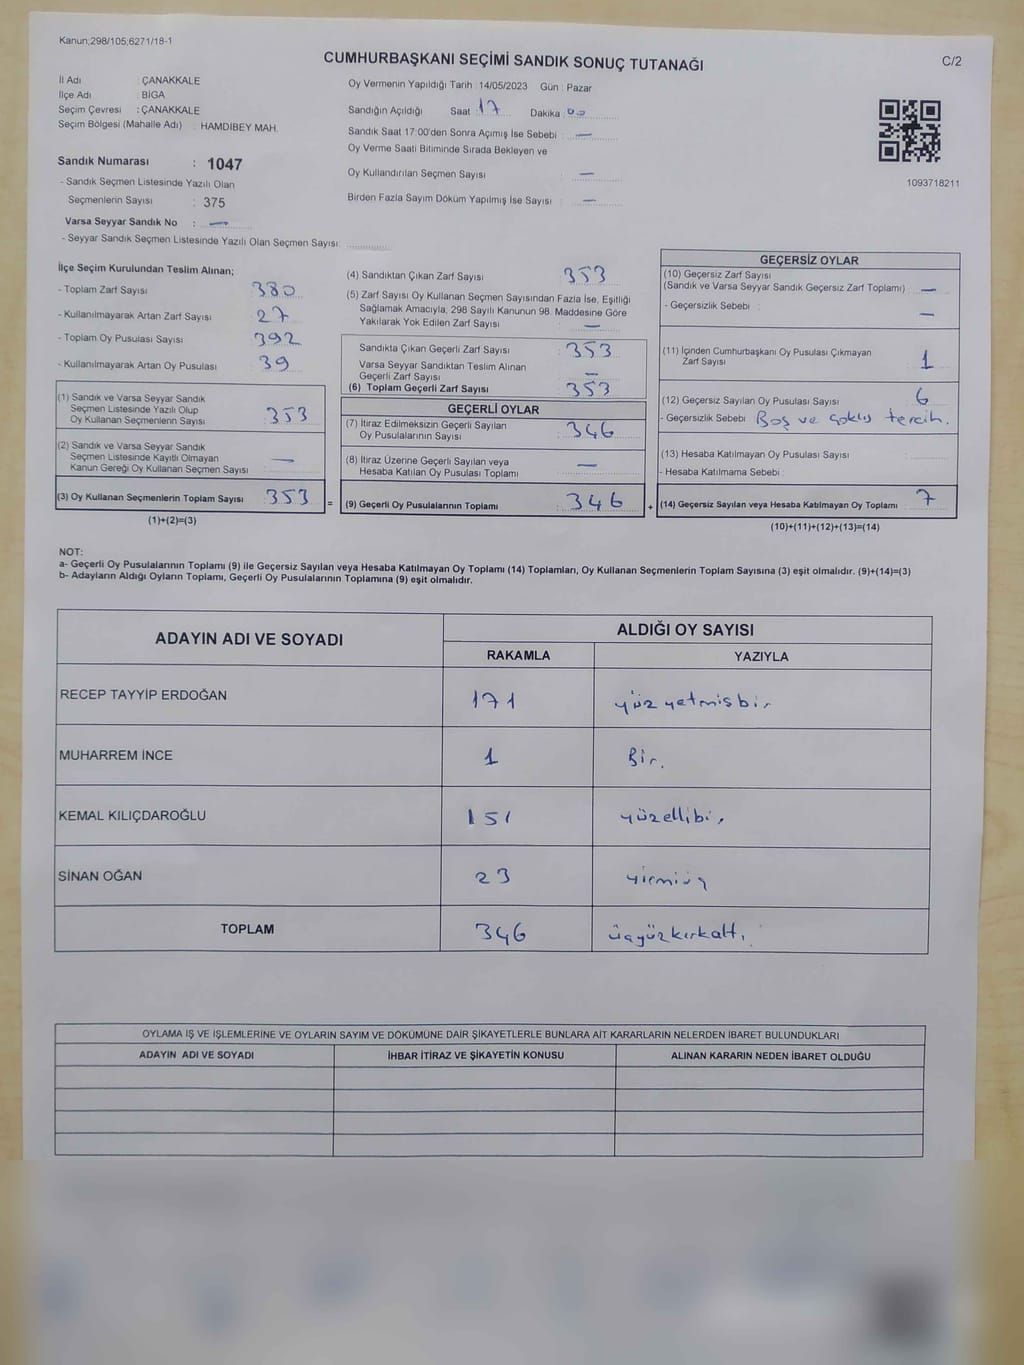 Kanun;298/105,6271/18-1
CUMHURBAŞKANI SEÇİMİ SANDIK SONUÇ TUTANAĞI
C/2
İl Adı : ÇANAKKALE
İlçe Adı : BİGA
Seçim Çevresi : ÇANAKKALE
Seçim Bölgesi (Mahalle Adı) : HAMDİBEY MAH.
Sandık Numarası : 1047
- Sandık Seçmen Listesinde Yazılı Olan
Seçmenlerin Sayısı : 375
Varsa Seyyar Sandık No : —
- Seyyar Sandık Seçmen Listesinde Yazılı Olan Seçmen Sayısı:
Oy Vermenin Yapıldığı Tarih : 14/05/2023 Gün : Pazar
Sandığın Açıldığı Saat 17 Dakika : 00
Sandık Saat 17:00'den Sonra Açımış İse Sebebi : —
Oy Verme Saati Bitiminde Sırada Bekleyen ve
Oy Kullandırılan Seçmen Sayısı : —
Birden Fazla Sayım Döküm Yapılmış İse Sayısı : —
1093718211
İlçe Seçim Kurulundan Teslim Alınan;
- Toplam Zarf Sayısı : 380
- Kullanılmayarak Artan Zarf Sayısı : 27
- Toplam Oy Pusulası Sayısı : 392
- Kullanılmayarak Artan Oy Pusulası : 39
(1) Sandık ve Varsa Seyyar Sandık
Seçmen Listesinde Yazılı Olup
Oy Kullanan Seçmenlerin Sayısı : 353
(2) Sandık ve Varsa Seyyar Sandık
Seçmen Listesinde Kayıtlı Olmayan
Kanun Gereği Oy Kullanan Seçmen Sayısı : —
(3) Oy Kullanan Seçmenlerin Toplam Sayısı : 353
(1)+(2)=(3)
=
(4) Sandıktan Çıkan Zarf Sayısı : 353
(5) Zarf Sayısı Oy Kullanan Seçmen Sayısından Fazla İse, Eşitliği
Sağlamak Amacıyla, 298 Sayılı Kanunun 98. Maddesine Göre
Yakılarak Yok Edilen Zarf Sayısı : —
Sandıkta Çıkan Geçerli Zarf Sayısı : 353
Varsa Seyyar Sandıktan Teslim Alınan
Geçerli Zarf Sayısı : —
(6) Toplam Geçerli Zarf Sayısı : 353
GEÇERLİ OYLAR
(7) İtiraz Edilmeksizin Geçerli Sayılan
Oy Pusulalarının Sayısı : 346
(8) İtiraz Üzerine Geçerli Sayılan veya
Hesaba Katılan Oy Pusulası Toplamı : —
(9) Geçerli Oy Pusulalarının Toplamı : 346
+
GEÇERSİZ OYLAR
(10) Geçersiz Zarf Sayısı
(Sandık ve Varsa Seyyar Sandık Geçersiz Zarf Toplamı) : —
- Geçersizlik Sebebi : —
(11) İçinden Cumhurbaşkanı Oy Pusulası Çıkmayan
Zarf Sayısı : 1
(12) Geçersiz Sayılan Oy Pusulası Sayısı : 6
- Geçersizlik Sebebi : Boş ve tercih.
(13) Hesaba Katılmayan Oy Pusulası Sayısı :
- Hesaba Katılmama Sebebi :
(14) Geçersiz Sayılan veya Hesaba Katılmayan Oy Toplamı : 7
(10)+(11)+(12)+(13)=(14)
NOT:
a- Geçerli Oy Pusulalarının Toplamı (9) ile Geçersiz Sayılan veya Hesaba Katılmayan Oy Toplamı (14) Toplamları, Oy Kullanan Seçmenlerin Toplam Sayısına (3) eşit olmalıdır. (9)+(14)=(3)
b- Adayların Aldığı Oyların Toplamı, Geçerli Oy Pusulalarının Toplamına (9) eşit olmalıdır.
ADAYIN ADI VE SOYADI ALDIĞI OY SAYISI
RAKAMLA YAZIYLA
RECEP TAYYİP ERDOĞAN 171 yüzyetmişbir
MUHARREM İNCE 1 Bir.
KEMAL KILIÇDAROĞLU 151 yüzellibir
SİNAN OĞAN 23 yirmiüç
TOPLAM 346 üçyüzkırkaltı
OYLAMA İŞ VE İŞLEMLERİNE VE OYLARIN SAYIM VE DÖKÜMÜNE DAİR ŞİKAYETLERLE BUNLARA AİT KARARLARIN NELERDEN İBARET BULUNDUKLARI
ADAYIN ADI VE SOYADI İHBAR İTİRAZ VE ŞİKAYETİN KONUSU ALINAN KARARIN NEDEN İBARET OLDUĞU